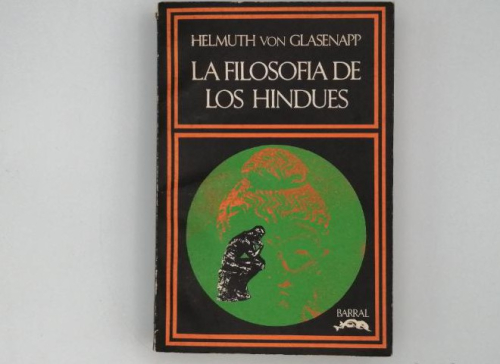 HELMUTH VON GLASENAPP
LA FILOSOFIA DE
LOS HINDUES
BARRAL